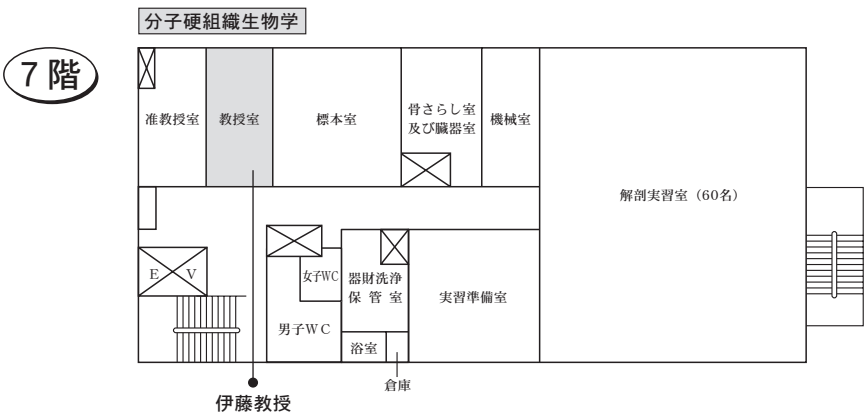 分子硬組織生物学
7階
准教授室
教授室
標本室
骨さらし室
及び臓器室
機械室
解剖実習室（60名）
EV
女子WC
器財洗浄
保管室
実習準備室
男子WC
浴室
倉庫
伊藤教授